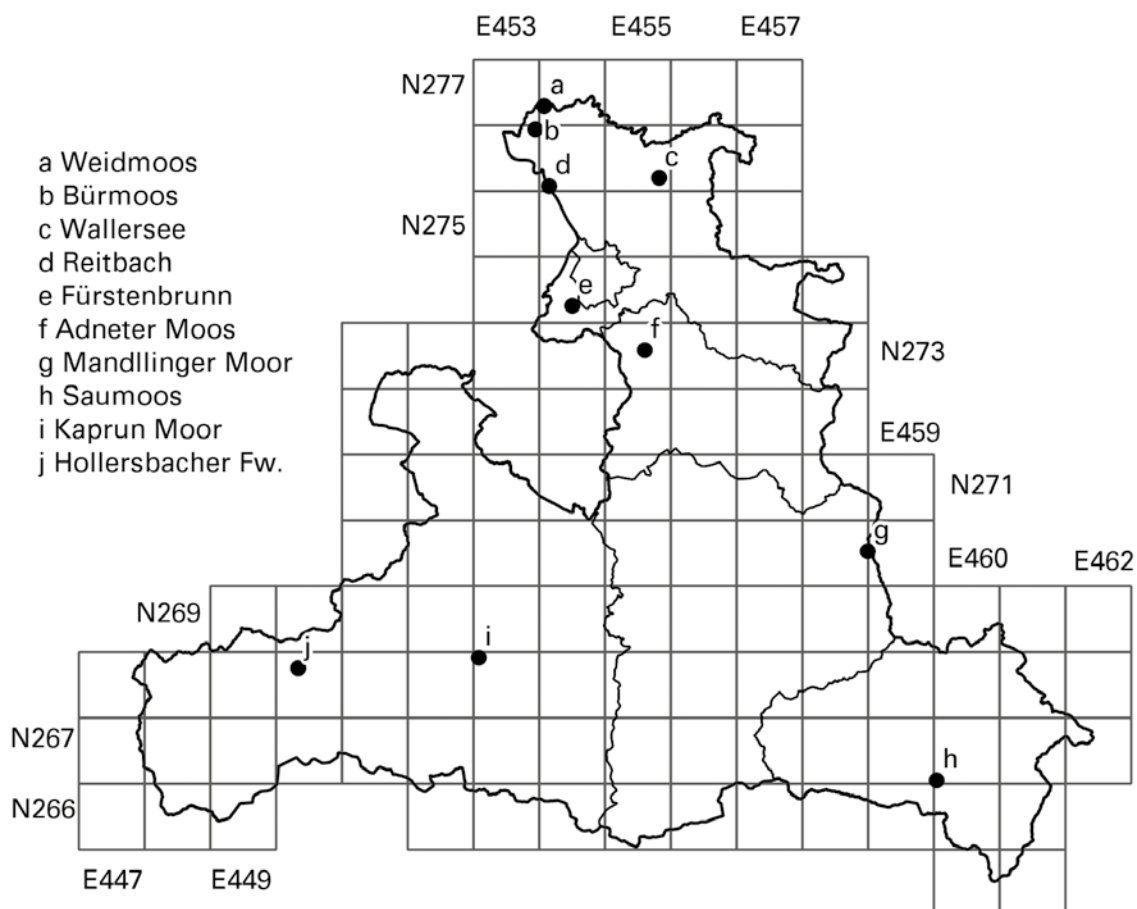 E453 E455 E457
N277
a
b
a Weidmoos
b Bürmoos
c Wallersee
d Reitbach
e Fürstenbrunn
f Adneter Moos
g Mandllinger Moor
h Saumoos
i Kaprun Moor
j Hollersbacher Fw.
d
c
N275
e
f
N273
E459
N271
g
E460 E462
N269
j
i
N267
h
N266
E447 E449